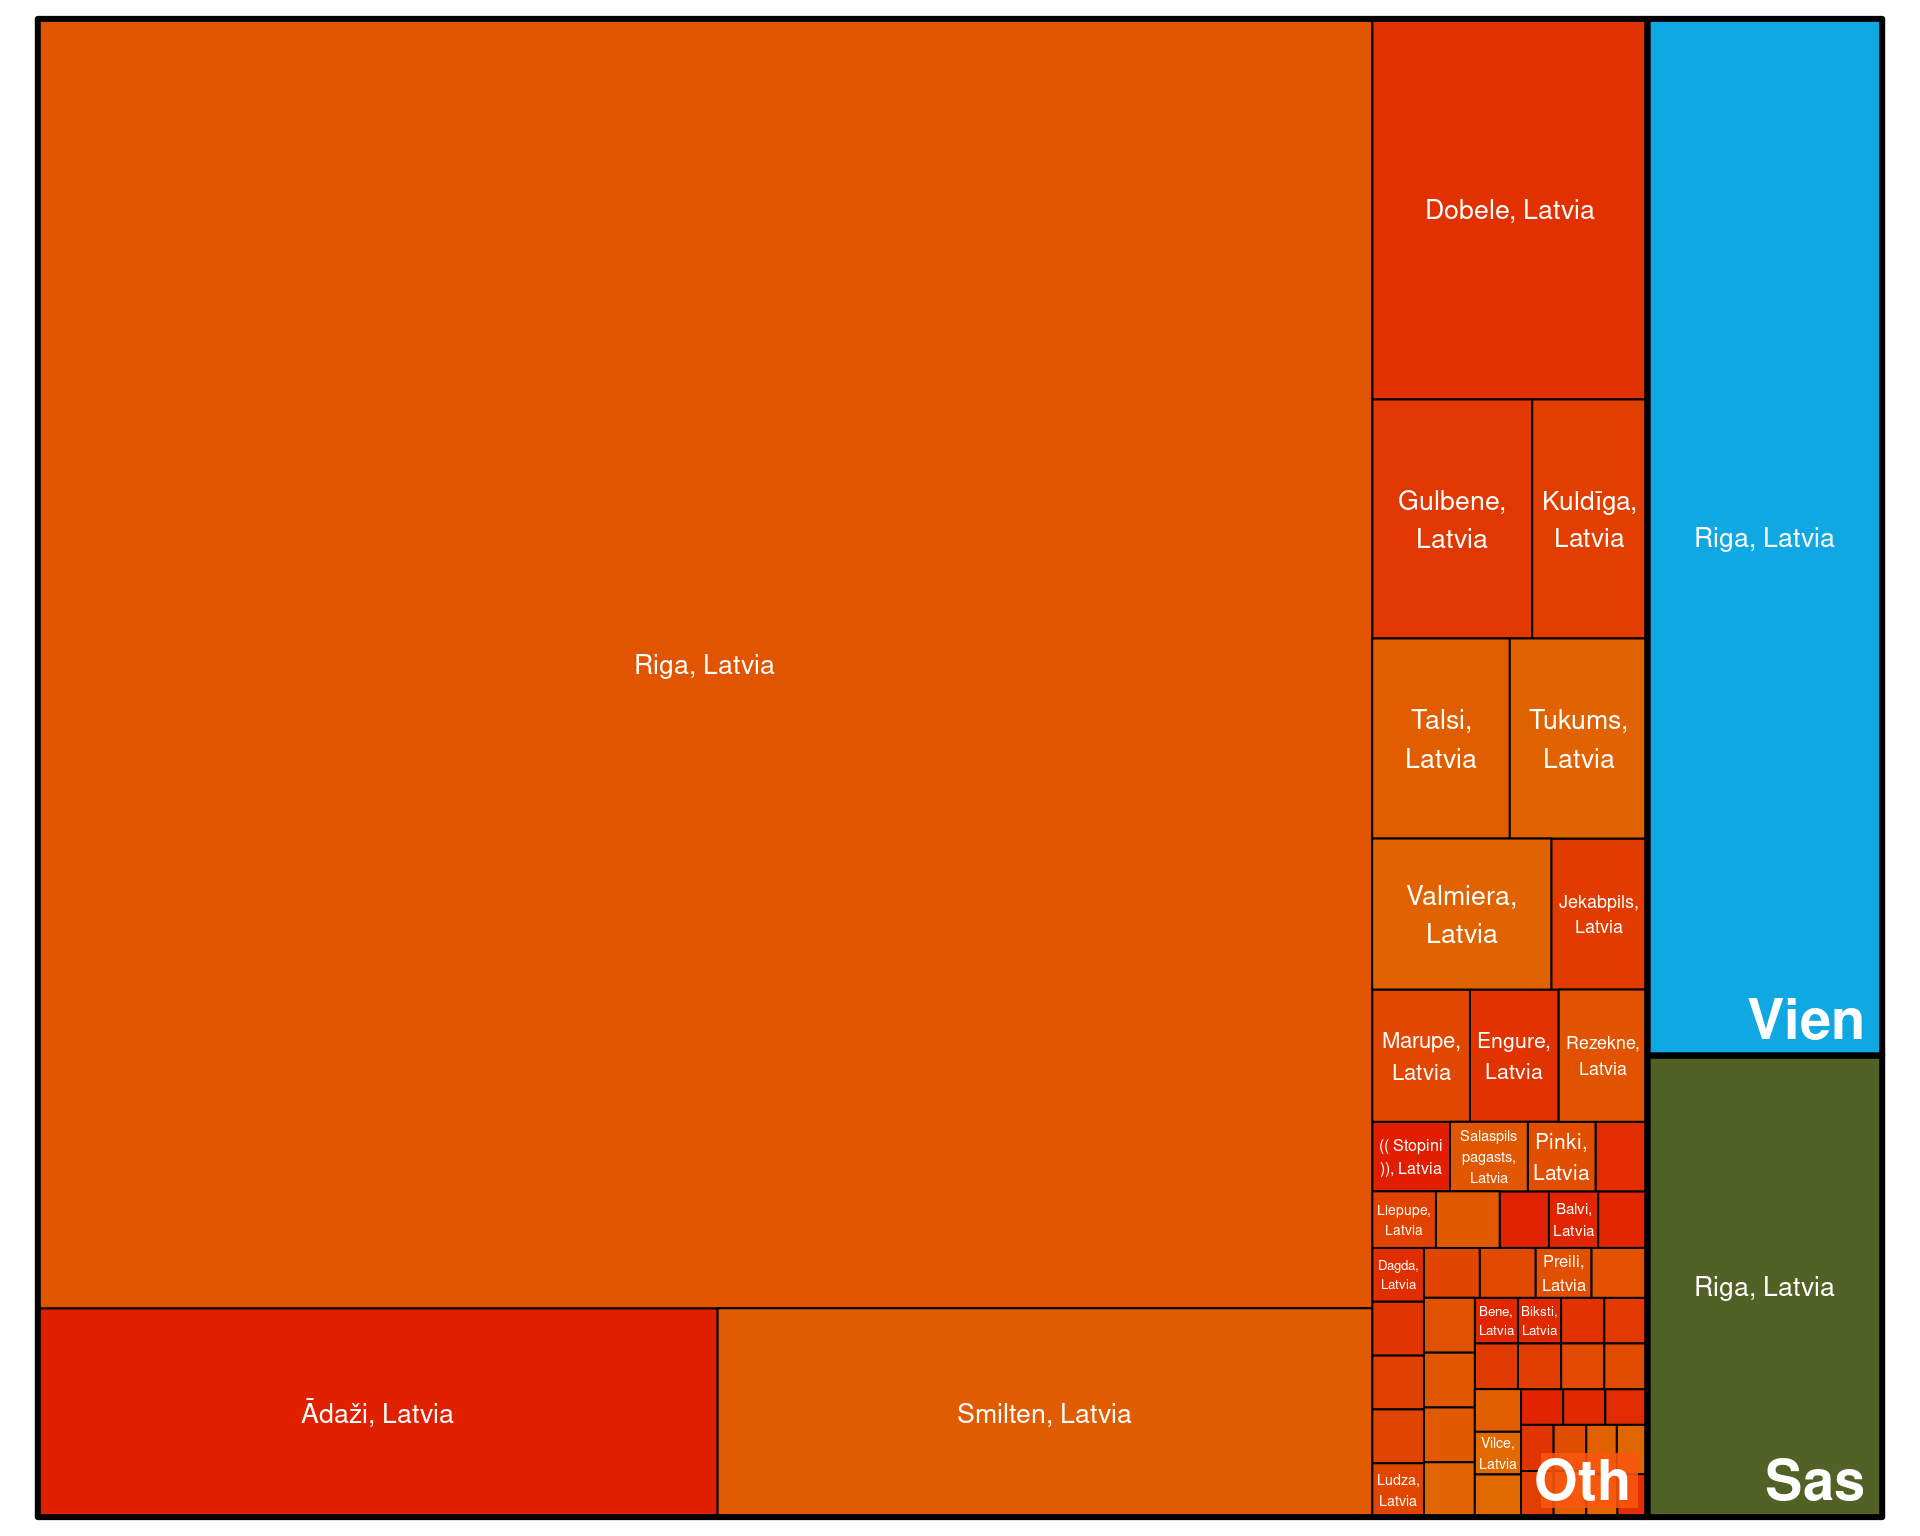 Riga, Latvia
Ādaži, Latvia
Smilten, Latvia
Dobele, Latvia
Gulbene,
Latvia
Kuldīga,
Latvia
Talsi,
Latvia
Tukums,
Latvia
Valmiera,
Latvia
Jekabpils,
Latvia
Marupe,
Latvia
Engure,
Latvia
Rezekne,
Latvia
(( Stopini
)), Latvia
Salaspils
pagasts,
Latvia
Pinki,
Latvia
Liepupe,
Latvia
Balvi,
Latvia
Dagda,
Latvia
Preili,
Latvia
Bene,
Latvia
Biksti,
Latvia
Vilce,
Latvia
Ludza,
Latvia
Oth
Riga, Latvia
Vien
Riga, Latvia
Sas